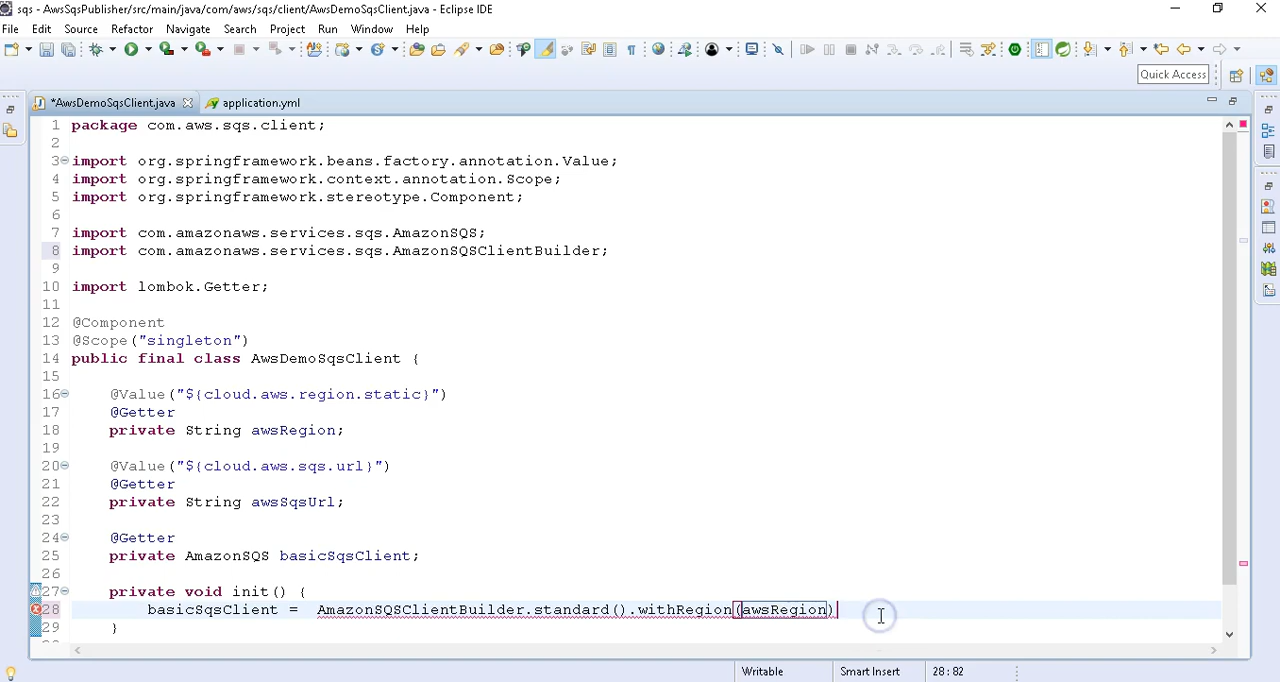 sqs - AwsSqsPublisher/src/main/java/com/aws/sqs/client/AwsDemoSqsClient.java - Eclipse IDE
File Edit Source Refactor Navigate Search Project Run Window Help
Quick Access
*AwsDemoSqsClient.java application.yml
1 package com.aws.sqs.client;
2
3 import org.springframework.beans.factory.annotation.Value;
4 import org.springframework.context.annotation.Scope;
5 import org.springframework.stereotype.Component;
6
7 import com.amazonaws.services.sqs.AmazonSQS;
8 import com.amazonaws.services.sqs.AmazonSQSClientBuilder;
9
10 import lombok.Getter;
11
12 @Component
13 @Scope("singleton")
14 public final class AwsDemoSqsClient {
15
16 @Value("${cloud.aws.region.static}")
17 @Getter
18 private String awsRegion;
19
20 @Value("${cloud.aws.sqs.url}")
21 @Getter
22 private String awsSqsUrl;
23
24 @Getter
25 private AmazonSQS basicSqsClient;
26
27 private void init() {
28 basicSqsClient = AmazonSQSClientBuilder.standard().withRegion(awsRegion)
29 }
Writable Smart Insert 28:82